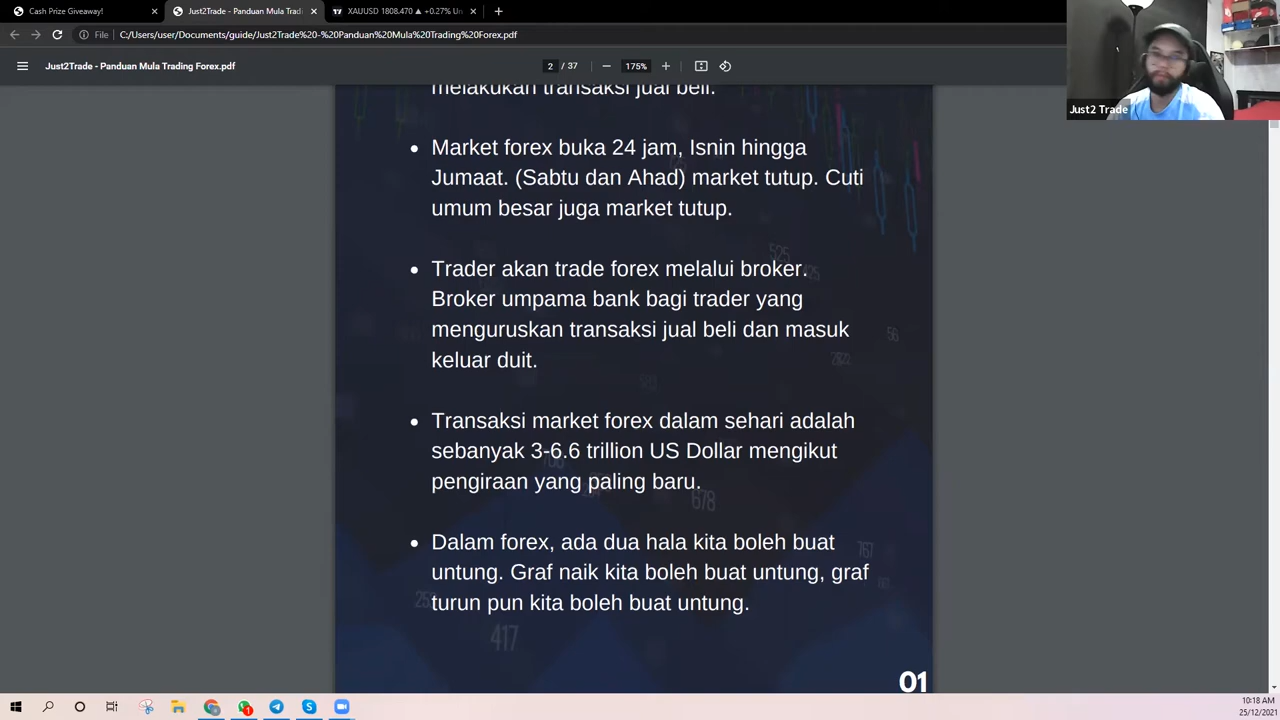 Cash Prize Giveaway!
Just2Trade - Panduan Mula Tradi
XAUUSD 1808.470 ▲ +0.27% Un
File
C:/Users/user/Documents/guide/Just2Trade%20-%20Panduan%20Mula%20Trading%20Forex.pdf
Just2Trade - Panduan Mula Trading Forex.pdf
2 / 37
175%
Just2 Trade
melakukan transaksi jual beli.
• Market forex buka 24 jam, Isnin hingga
Jumaat. (Sabtu dan Ahad) market tutup. Cuti
umum besar juga market tutup.
• Trader akan trade forex melalui broker.
Broker umpama bank bagi trader yang
menguruskan transaksi jual beli dan masuk
keluar duit.
• Transaksi market forex dalam sehari adalah
sebanyak 3-6.6 trillion US Dollar mengikut
pengiraan yang paling baru.
• Dalam forex, ada dua hala kita boleh buat
untung. Graf naik kita boleh buat untung, graf
turun pun kita boleh buat untung.
678
767
417
01
10:18 AM
25/12/2021